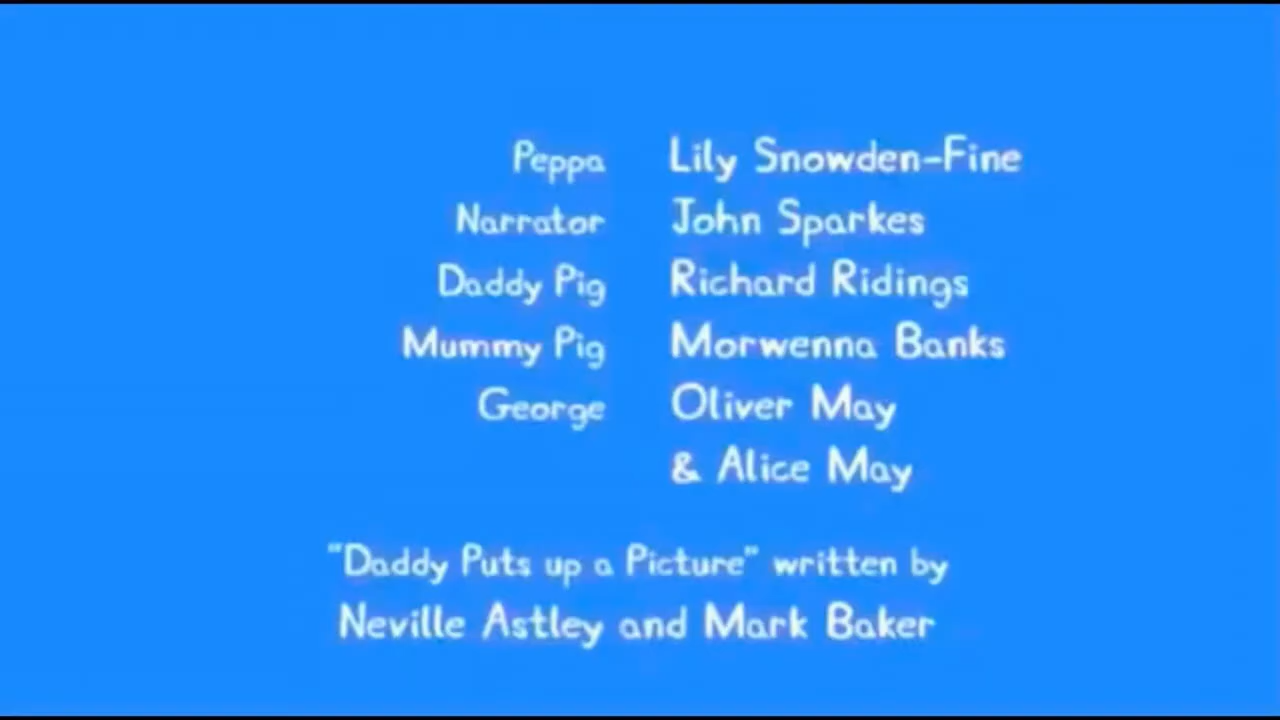 Peppa Lily Snowden-Fine
Narrator John Sparkes
Daddy Pig Richard Ridings
Mummy Pig Morwenna Banks
George Oliver May
& Alice May
"Daddy Puts up a Picture" written by
Neville Astley and Mark Baker